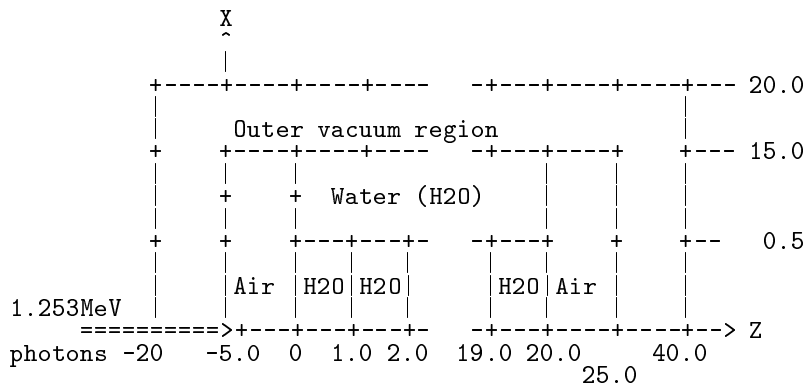 X
^
|
+-----+-----+-----+---- -+----+-----+-----+---- 20.0
Outer vacuum region
+ +-----+-----+---- -+----+-----+ +--- 15.0
+ + Water (H2O)
+ + +----+----+- -+----+ + +-- 0.5
|Air |H2O|H2O| |H2O|Air
1.253MeV
==========>+----+----+----+-- -+----+-----+-----+---> Z
photons -20 -5.0 0 1.0 2.0 19.0 20.0 40.0
25.0